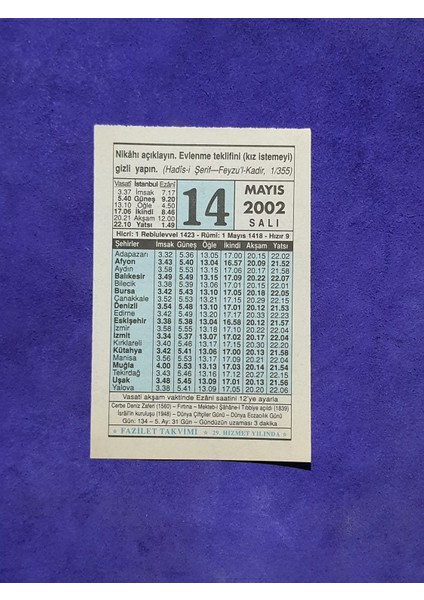 Nikâhı açıklayın. Evlenme teklifini (kız istemeyi)
gizli yapın. (Hadîs-i Şerif—Feyzu'l-Kadir, 1/355)
Vasatî İstanbul Ezânî
3.37 İmsak 7.17
5.40 Güneş 9.20
13.10 Öğle 4.50
17.06 İkindi 8.46
20.21 Akşam 12.00
22.10 Yatsı 1.49
14
MAYIS
2002
SALI
Hicrî: 1 Rebîulevvel 1423 - Rûmî: 1 Mayıs 1418 - Hızır 9
Şehirler İmsak Güneş Öğle İkindi Akşam Yatsı
Adapazarı 3.32 5.36 13.05 17.00 20.15 22.02
Afyon 3.43 5.40 13.04 16.57 20.09 21.52
Aydın 3.58 5.53 13.15 17.06 20.17 21.58
Balıkesir 3.49 5.49 13.15 17.09 20.22 22.07
Bilecik 3.38 5.39 13.06 17.01 20.15 22.01
Bursa 3.42 5.43 13.10 17.05 20.18 22.05
Çanakkale 3.52 5.53 13.21 17.15 20.29 22.15
Denizli 3.54 5.48 13.10 17.01 20.12 21.53
Edirne 3.42 5.49 13.20 17.17 20.33 22.23
Eskişehir 3.38 5.38 13.04 16.58 20.12 21.57
İzmir 3.58 5.55 13.18 17.10 20.22 22.04
İzmit 3.34 5.37 13.07 17.02 20.17 22.04
Kırklareli 3.40 5.46 13.17 17.15 20.30 22.20
Kütahya 3.42 5.41 13.06 17.00 20.13 21.58
Manisa 3.56 5.53 13.17 17.09 20.21 22.04
Muğla 4.00 5.53 13.13 17.03 20.14 21.54
Tekirdağ 3.43 5.46 13.16 17.12 20.27 22.15
Uşak 3.48 5.45 13.09 17.01 20.13 21.56
Yalova 3.38 5.41 13.09 17.05 20.20 22.06
Vasati akşam vaktinde Ezânî saatini 12'ye ayarla
Cerbe Deniz Zaferi (1560) – Fırtına – Mekteb-i Şâhâne-i Tıbbiye açıldı (1839)
İsrâil'in kuruluşu (1948) – Dünya Çiftçiler Günü – Dünya Eczacılık Günü
Gün: 134 – 5. Ay: 31 Gün – Gündüzün uzaması 3 dakika
★ FAZİLET TAKVİMİ ★ 29. HİZMET YILINDA ★